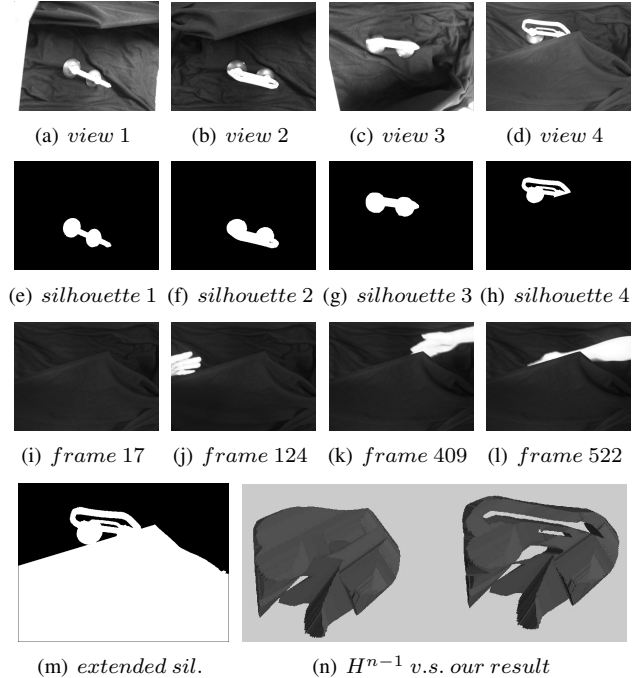 (a) view 1 (b) view 2 (c) view 3 (d) view 4
(e) silhouette 1 (f) silhouette 2 (g) silhouette 3 (h) silhouette 4
(i) frame 17 (j) frame 124 (k) frame 409 (l) frame 522
(m) extended sil. (n) Hⁿ⁻¹ v.s. our result